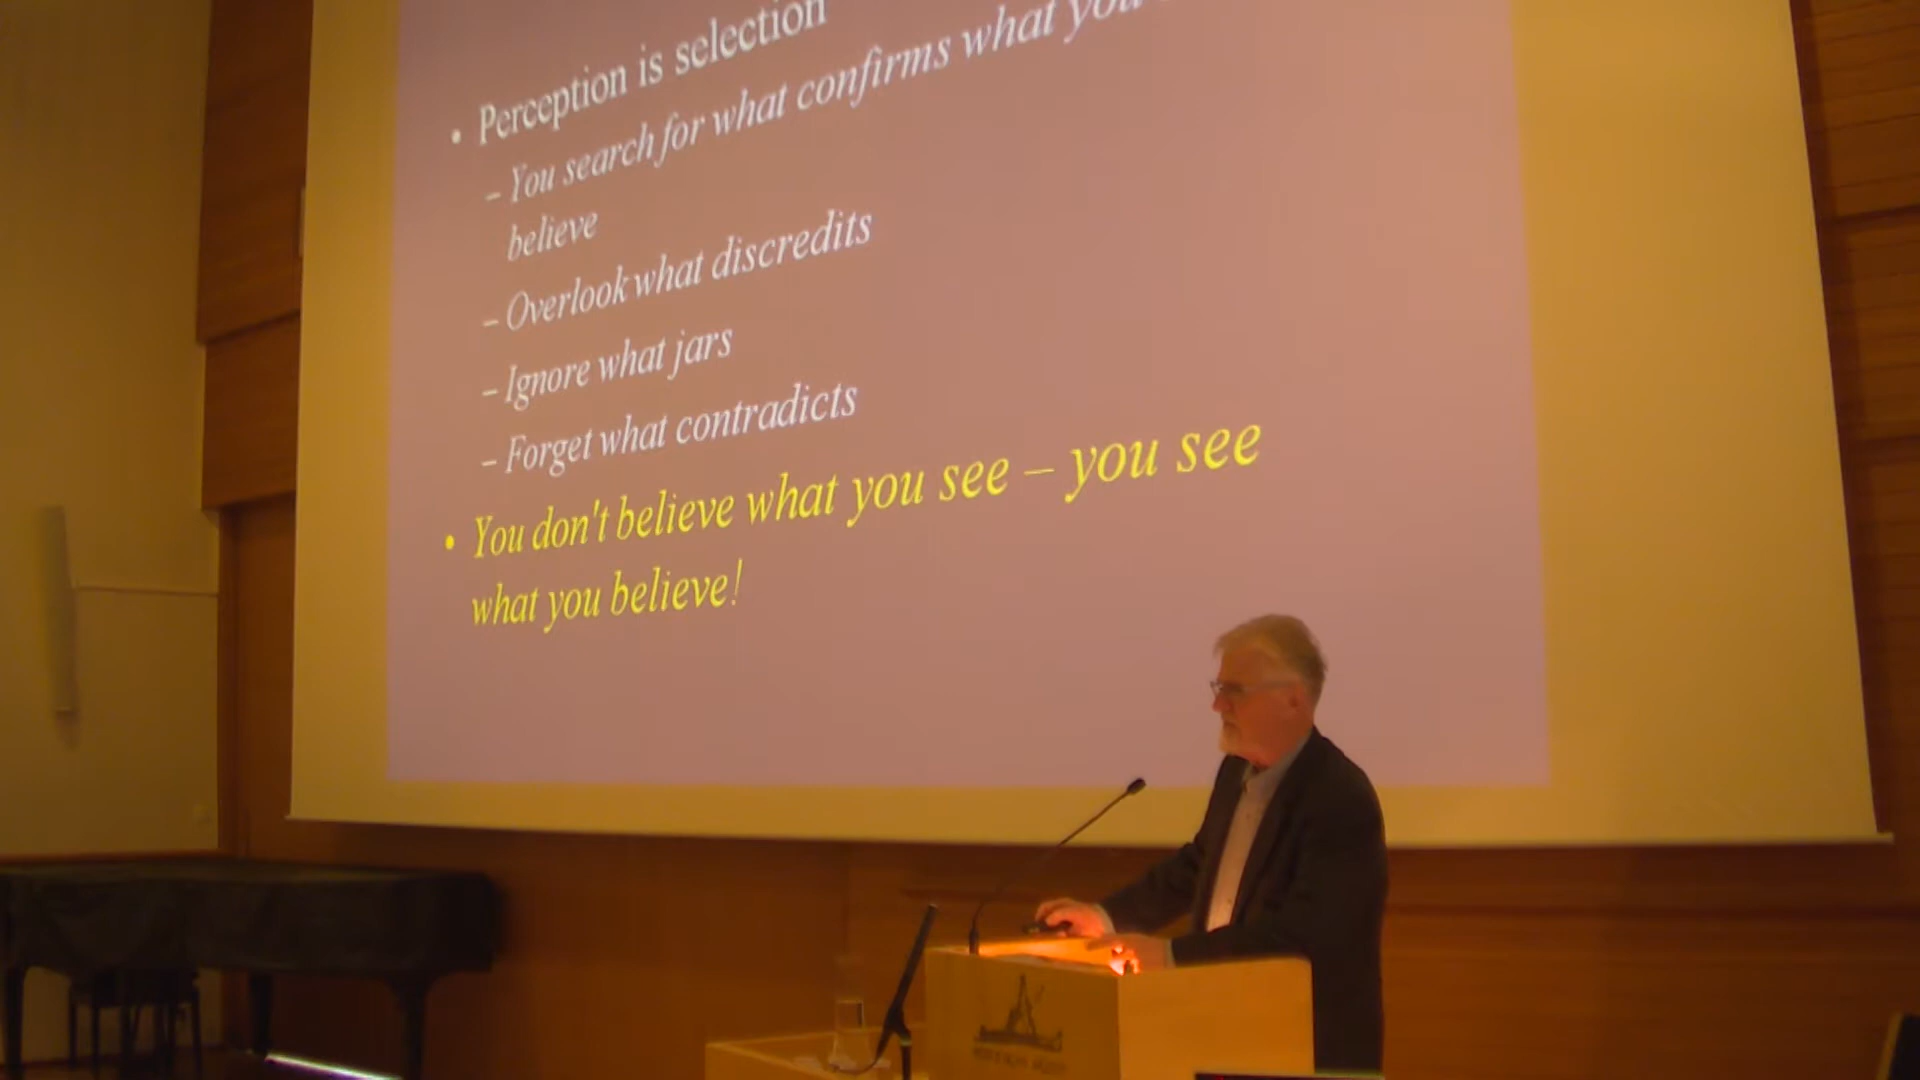 • Perception is selection
– You search for what confirms what you
believe
– Overlook what discredits
– Ignore what jars
– Forget what contradicts
• You don't believe what you see – you see
what you believe!